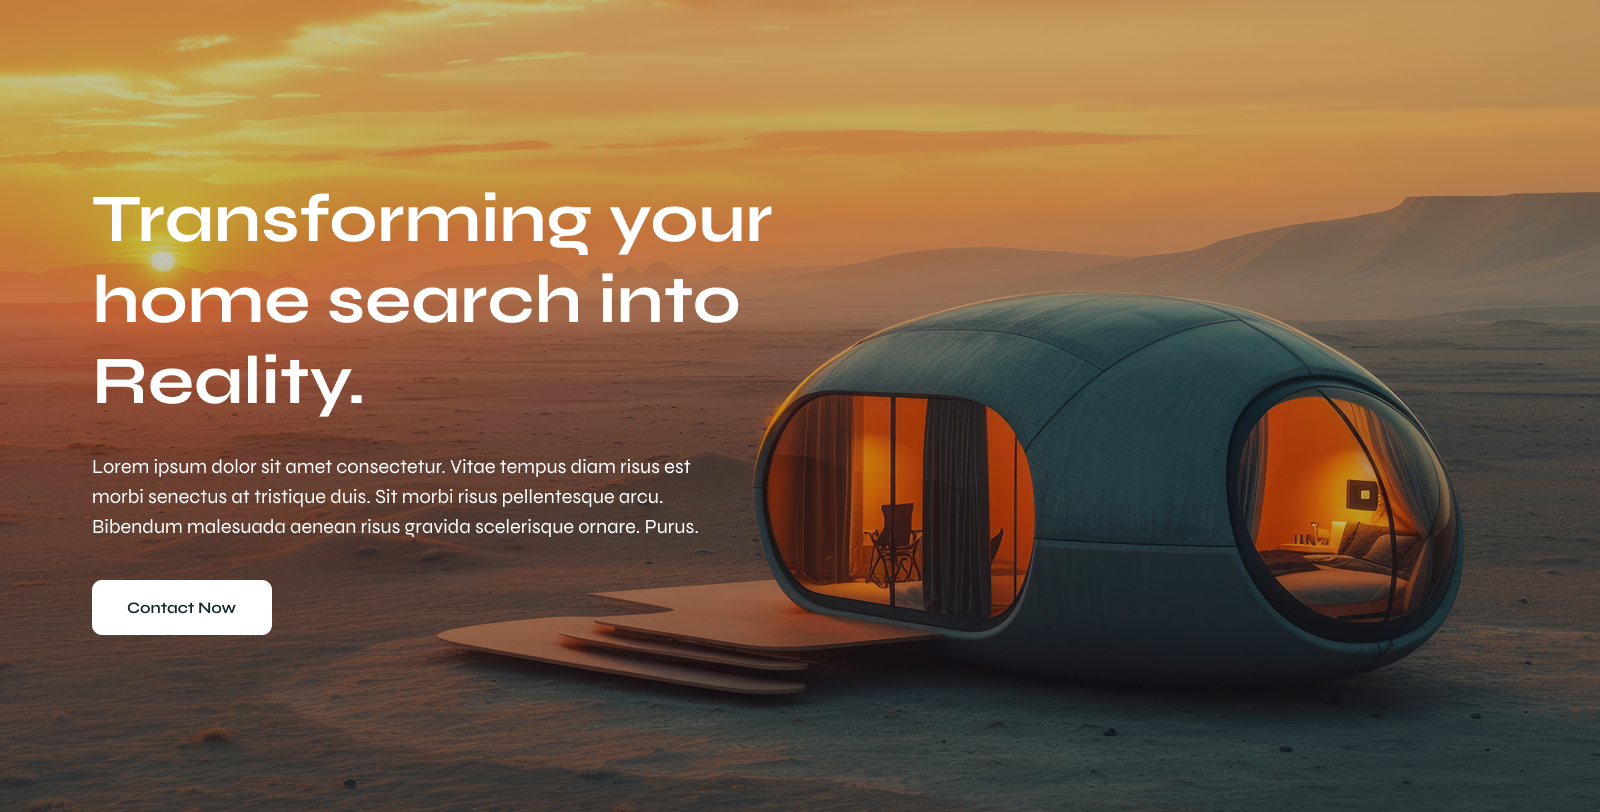 Transforming your
home search into
Reality.
Lorem ipsum dolor sit amet consectetur. Vitae tempus diam risus est
morbi senectus at tristique duis. Sit morbi risus pellentesque arcu.
Bibendum malesuada aenean risus gravida scelerisque ornare. Purus.
Contact Now